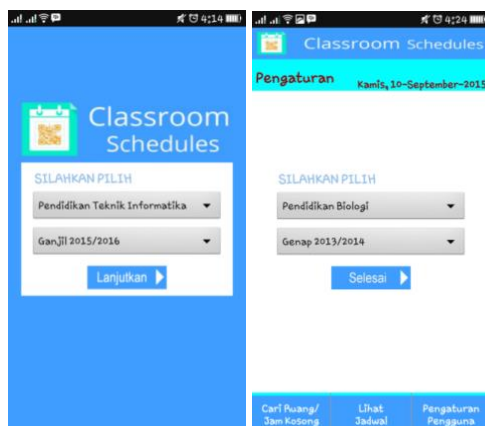 4:14
Classroom
Schedules
SILAHKAN PILIH
Pendidikan Teknik Informatika
Ganjil 2015/2016
Lanjutkan
4:24
Classroom Schedules
Pengaturan
Kamis, 10-September-2015
SILAHKAN PILIH
Pendidikan Biologi
Genap 2013/2014
Selesai
Cari Ruang/
Jam Kosong
Lihat
Jadwal
Pengaturan
Pengguna